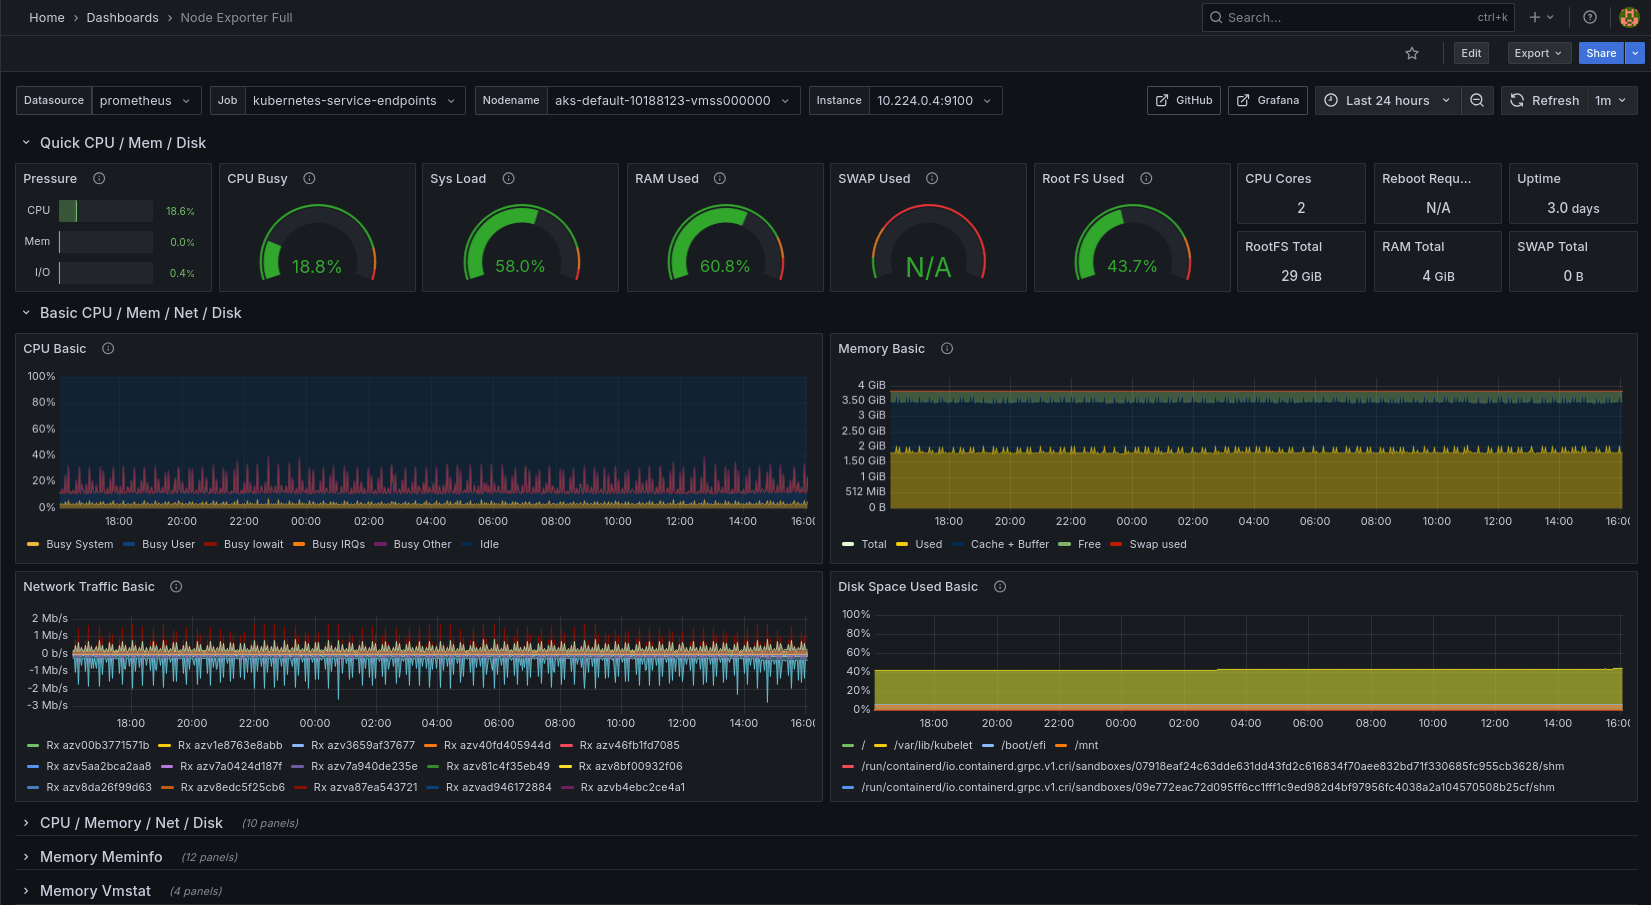 Home › Dashboards › Node Exporter Full
Search... ctrl+k
Edit Export Share
Datasource prometheus Job kubernetes-service-endpoints Nodename aks-default-10188123-vmss000000 Instance 10.224.0.4:9100 GitHub Grafana Last 24 hours Refresh 1m
Quick CPU / Mem / Disk
Pressure
CPU 18.6%
Mem 0.0%
I/O 0.4%
CPU Busy
18.8%
Sys Load
58.0%
RAM Used
60.8%
SWAP Used
N/A
Root FS Used
43.7%
CPU Cores
2
Reboot Requ...
N/A
Uptime
3.0 days
RootFS Total
29 GiB
RAM Total
4 GiB
SWAP Total
0 B
Basic CPU / Mem / Net / Disk
CPU Basic
100%
80%
60%
40%
20%
0%
18:00 20:00 22:00 00:00 02:00 04:00 06:00 08:00 10:00 12:00 14:00 16:00
Busy System Busy User Busy Iowait Busy IRQs Busy Other Idle
Memory Basic
4 GiB
3.50 GiB
3 GiB
2.50 GiB
2 GiB
1.50 GiB
1 GiB
512 MiB
0 B
18:00 20:00 22:00 00:00 02:00 04:00 06:00 08:00 10:00 12:00 14:00 16:00
Total Used Cache + Buffer Free Swap used
Network Traffic Basic
2 Mb/s
1 Mb/s
0 b/s
-1 Mb/s
-2 Mb/s
-3 Mb/s
18:00 20:00 22:00 00:00 02:00 04:00 06:00 08:00 10:00 12:00 14:00 16:00
Rx azv00b3771571b Rx azv1e8763e8abb Rx azv3659af37677 Rx azv40fd405944d Rx azv46fb1fd7085
Rx azv5aa2bca2aa8 Rx azv7a0424d187f Rx azv7a940de235e Rx azv81c4f35eb49 Rx azv8bf00932f06
Rx azv8da26f99d63 Rx azv8edc5f25cb6 Rx azva87ea543721 Rx azvad946172884 Rx azvb4ebc2ce4a1
Disk Space Used Basic
100%
80%
60%
40%
20%
0%
18:00 20:00 22:00 00:00 02:00 04:00 06:00 08:00 10:00 12:00 14:00 16:00
/ /var/lib/kubelet /boot/efi /mnt
/run/containerd/io.containerd.grpc.v1.cri/sandboxes/07918eaf24c63dde631dd43fd2c616834f70aee832bd71f330685fc955cb3628/shm
/run/containerd/io.containerd.grpc.v1.cri/sandboxes/09e772eac72d095ff6cc1fff1c9ed982d4bf97956fc4038a2a104570508b25cf/shm
CPU / Memory / Net / Disk (10 panels)
Memory Meminfo (12 panels)
Memory Vmstat (4 panels)